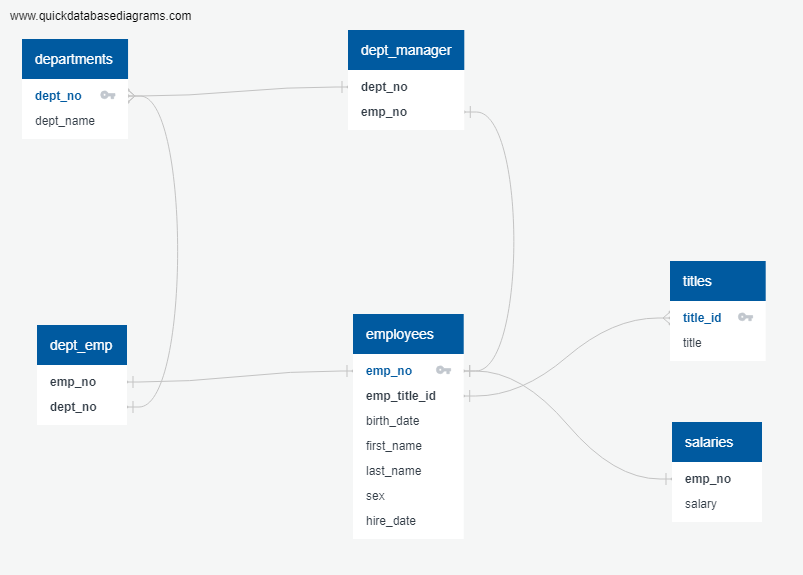 www.quickdatabasediagrams.com
departments
dept_no
dept_name
dept_manager
dept_no
emp_no
dept_emp
emp_no
dept_no
employees
emp_no
emp_title_id
birth_date
first_name
last_name
sex
hire_date
titles
title_id
title
salaries
emp_no
salary